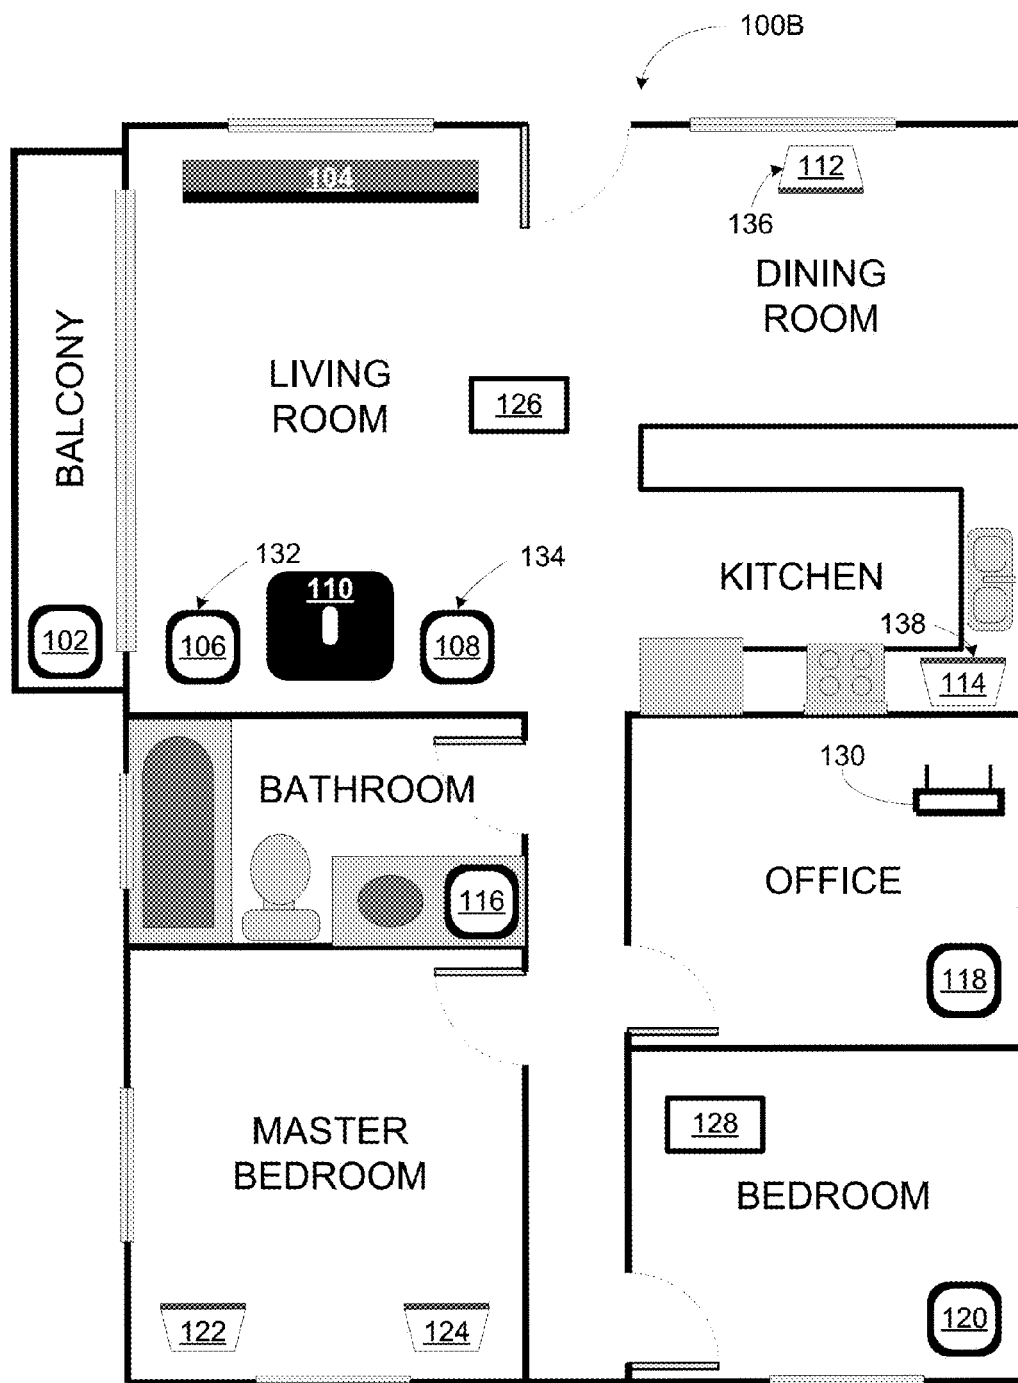 100B
104
112
136
DINING
ROOM
BALCONY
LIVING
ROOM
126
132
134
110
KITCHEN
102
106
108
138
114
130
BATHROOM
OFFICE
116
118
MASTER
BEDROOM
128
BEDROOM
122
124
120